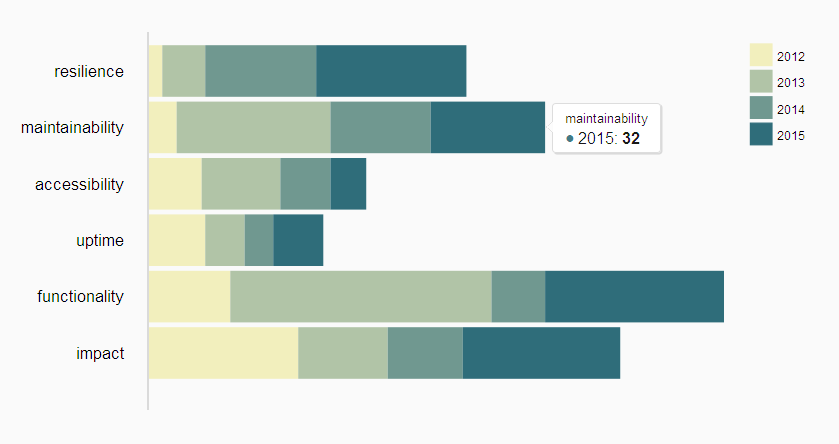 resilience
maintainability
accessibility
uptime
functionality
impact
maintainability
2015: 32
2012
2013
2014
2015